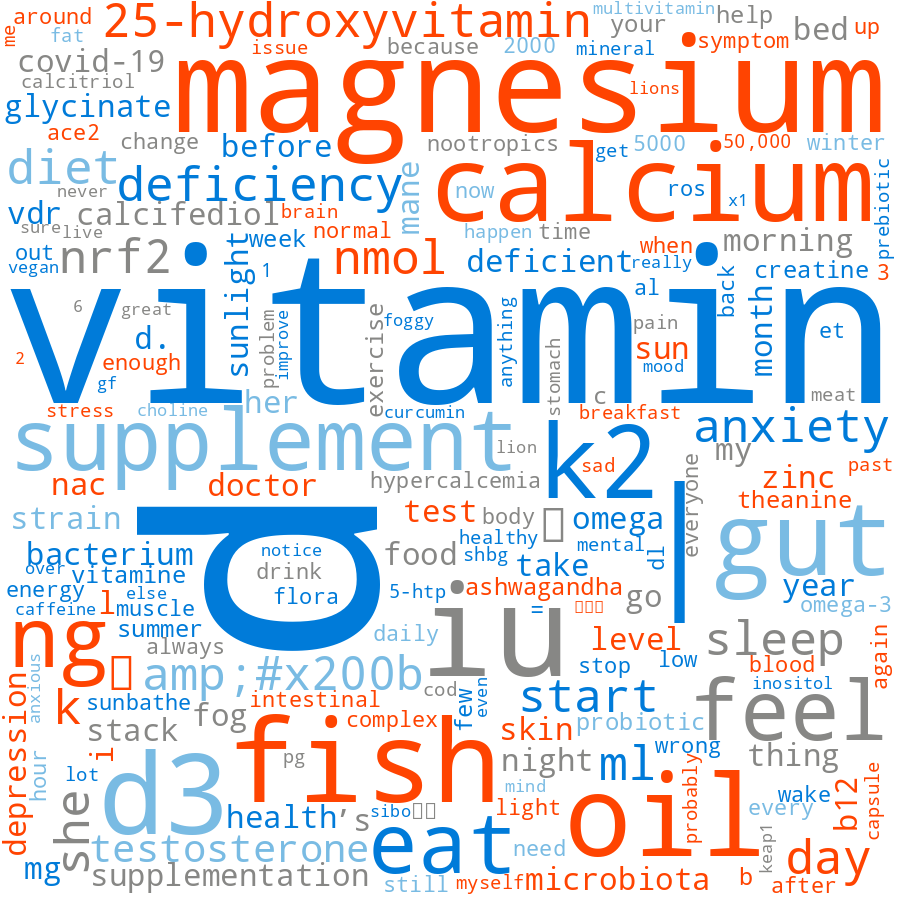 me
around
25-hydroxyvitamin
multivitamin
fat
issue
because
2000
your
help
mineral
bed
up
covid-19
symptom
calcitriol
magnesium
lions
glycinate
ace2
change
before
nootropics
get
5000
50,000
winter
diet
deficiency
calcium
never
mane
now
ros
x1
prebiotic
vdr
calcifediol
brain
sure
live
week
normal
happen
time
when
morning
out
nrf2
nmol
deficient
really
creatine
3
vegan
1
sunlight
al
back
month
vitamin
6
great
foggy
d.
problem
improve
exercise
anything
pain
et
sun
2
enough
mood
gf
stomach
c
meat
stress
choline
her
curcumin
breakfast
anxiety
supplement
lion
k2
sad
my
past
nac
doctor
hypercalcemia
everyone
zinc
theanine
strain
test
body
omega
gut
d
|
notice
healthy
mental
bacterium
food
shbg
dl
over
vitamine
drink
take
year
energy
else
flora
5-htp
ashwagandha
go
omega-3
caffeine
l
muscle
=
iu
ng
summer
daily
level
sleep
always
stop
low
blood
again
anxious
amp;#x200b
cod
few
even
start
inositol
k
sunbathe
intestinal
feel
depression
stack
fog
complex
skin
probiotic
i
fish
wrong
thing
hour
lot
pg
night
ml
d3
mind
wake
she
health
’s
sibo
light
oil
probably
every
b12
capsule
testosterone
eat
need
keap1
day
mg
supplementation
still
myself
microbiota
b
after